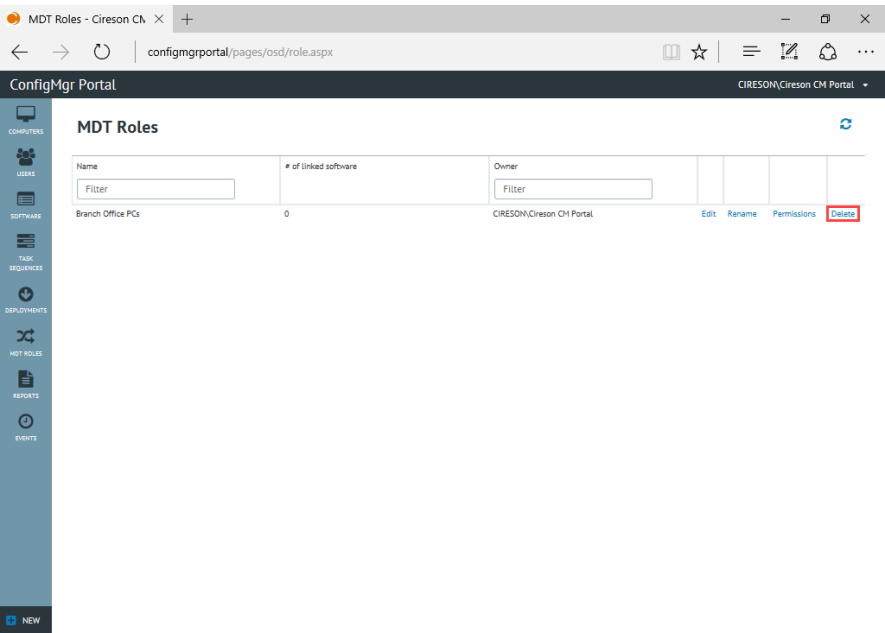 MDT Roles - Cireson CM
configmgrportal/pages/osd/role.aspx
ConfigMgr Portal
CIRESON\Cireson CM Portal
COMPUTERS
USERS
SOFTWARE
TASK
SEQUENCES
DEPLOYMENTS
MDT ROLES
REPORTS
EVENTS
NEW
MDT Roles
Name # of linked software Owner
Filter Filter
Branch Office PCs 0 CIRESON\Cireson CM Portal Edit Rename Permissions Delete